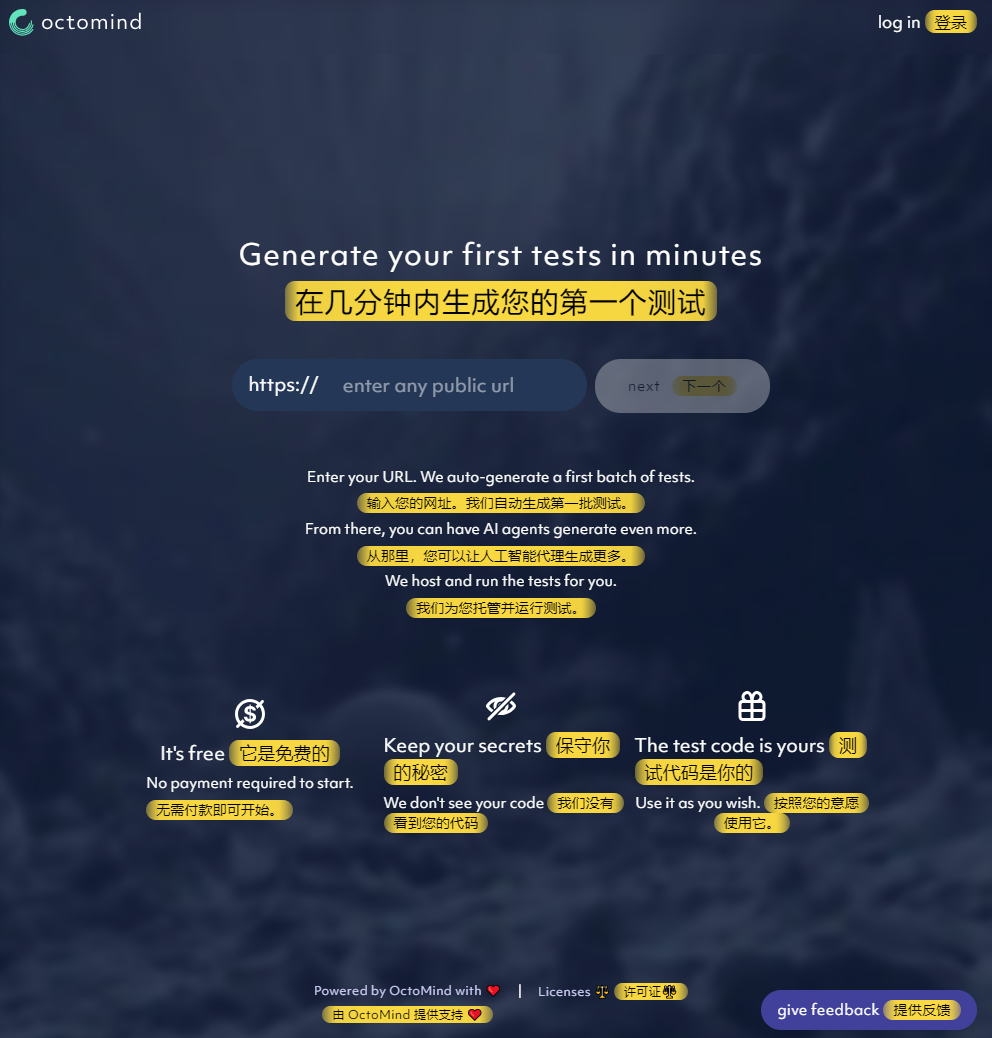 octomind
log in 登录
Generate your first tests in minutes
在几分钟内生成您的第一个测试
https:// enter any public url
next 下一个
Enter your URL. We auto-generate a first batch of tests.
输入您的网址。我们自动生成第一批测试。
From there, you can have AI agents generate even more.
从那里，您可以让人工智能代理生成更多。
We host and run the tests for you.
我们为您托管并运行测试。
It's free 它是免费的
No payment required to start.
无需付款即可开始。
Keep your secrets 保守你
的秘密
We don't see your code 我们没有
看到您的代码
The test code is yours 测
试代码是你的
Use it as you wish. 按照您的意愿
使用它。
Powered by OctoMind with ❤️
由 OctoMind 提供支持 ❤️
| Licenses ⚖️ 许可证⚖️
give feedback 提供反馈